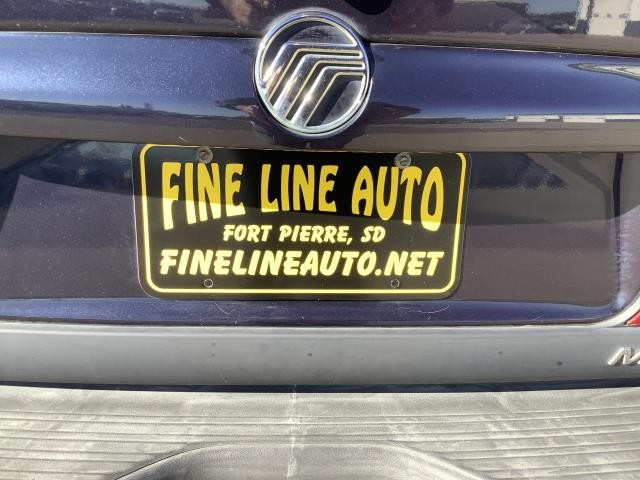 FINE LINE AUTO
FORT PIERRE, SD
FINELINEAUTO.NET